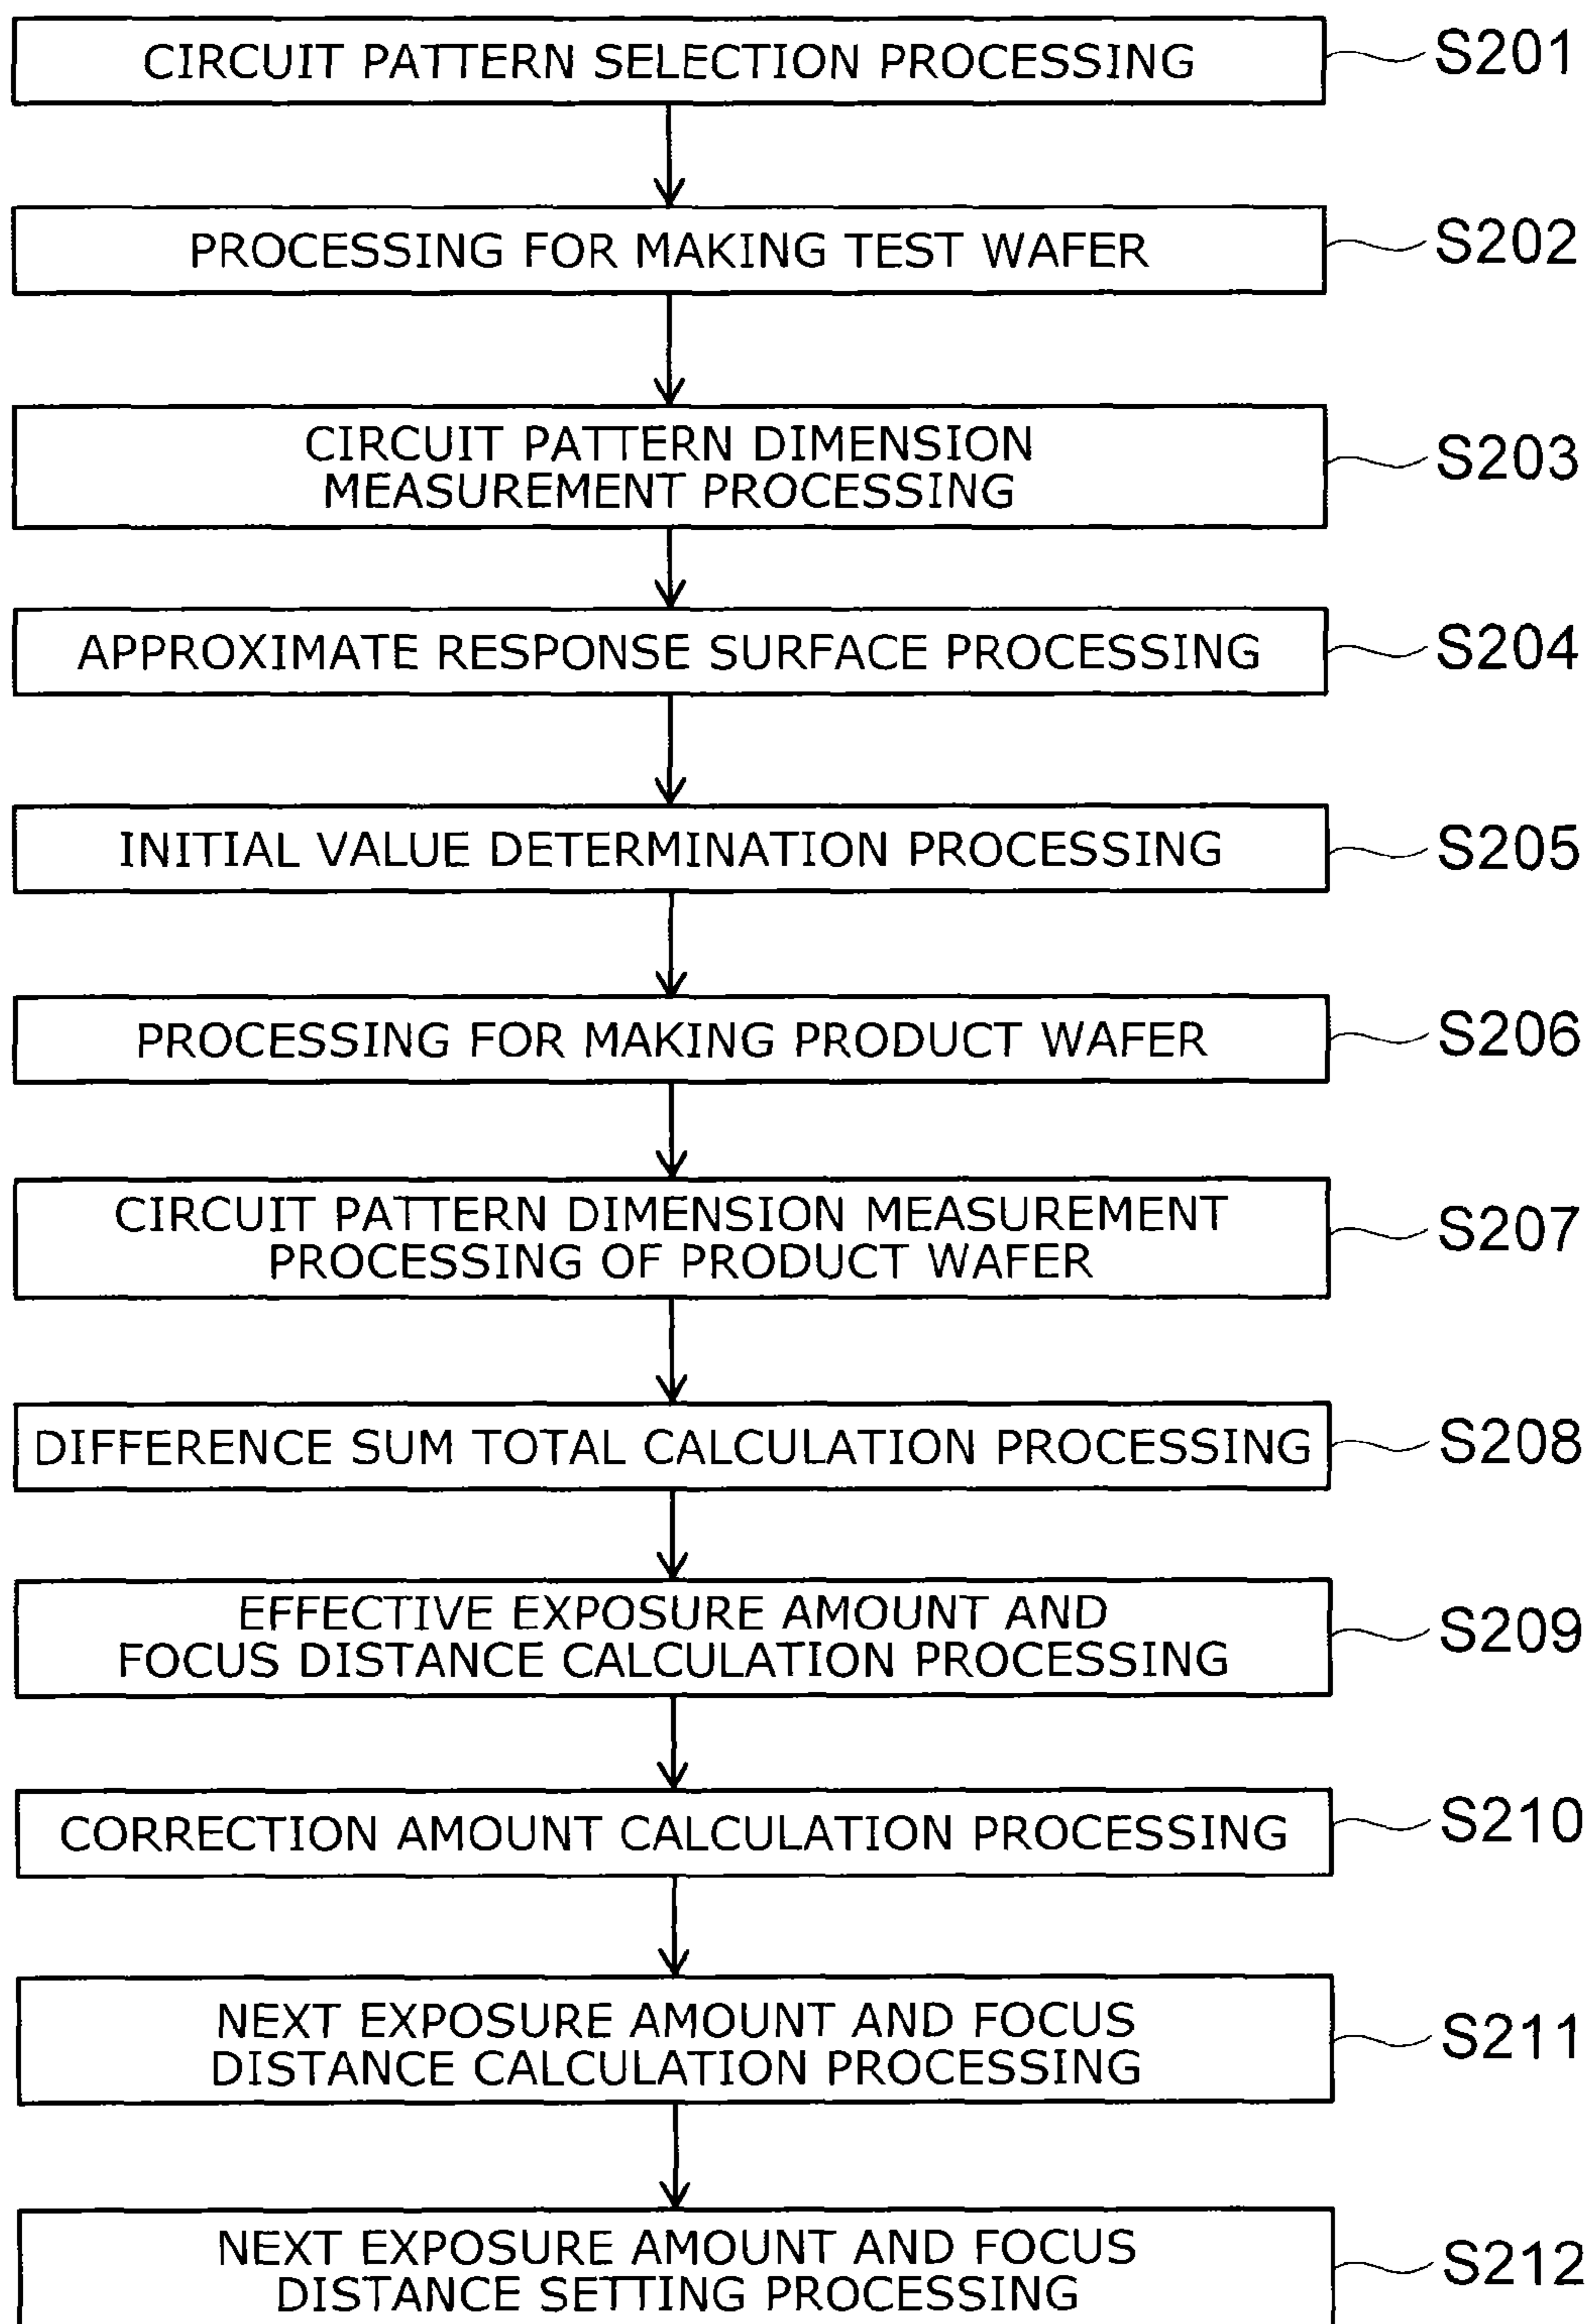 CIRCUIT PATTERN SELECTION PROCESSING
S201
PROCESSING FOR MAKING TEST WAFER
S202
CIRCUIT PATTERN DIMENSION
MEASUREMENT PROCESSING
S203
APPROXIMATE RESPONSE SURFACE PROCESSING
S204
INITIAL VALUE DETERMINATION PROCESSING
S205
PROCESSING FOR MAKING PRODUCT WAFER
S206
CIRCUIT PATTERN DIMENSION MEASUREMENT
PROCESSING OF PRODUCT WAFER
S207
DIFFERENCE SUM TOTAL CALCULATION PROCESSING
S208
EFFECTIVE EXPOSURE AMOUNT AND
FOCUS DISTANCE CALCULATION PROCESSING
S209
CORRECTION AMOUNT CALCULATION PROCESSING
S210
NEXT EXPOSURE AMOUNT AND FOCUS
DISTANCE CALCULATION PROCESSING
S211
NEXT EXPOSURE AMOUNT AND FOCUS
DISTANCE SETTING PROCESSING
S212